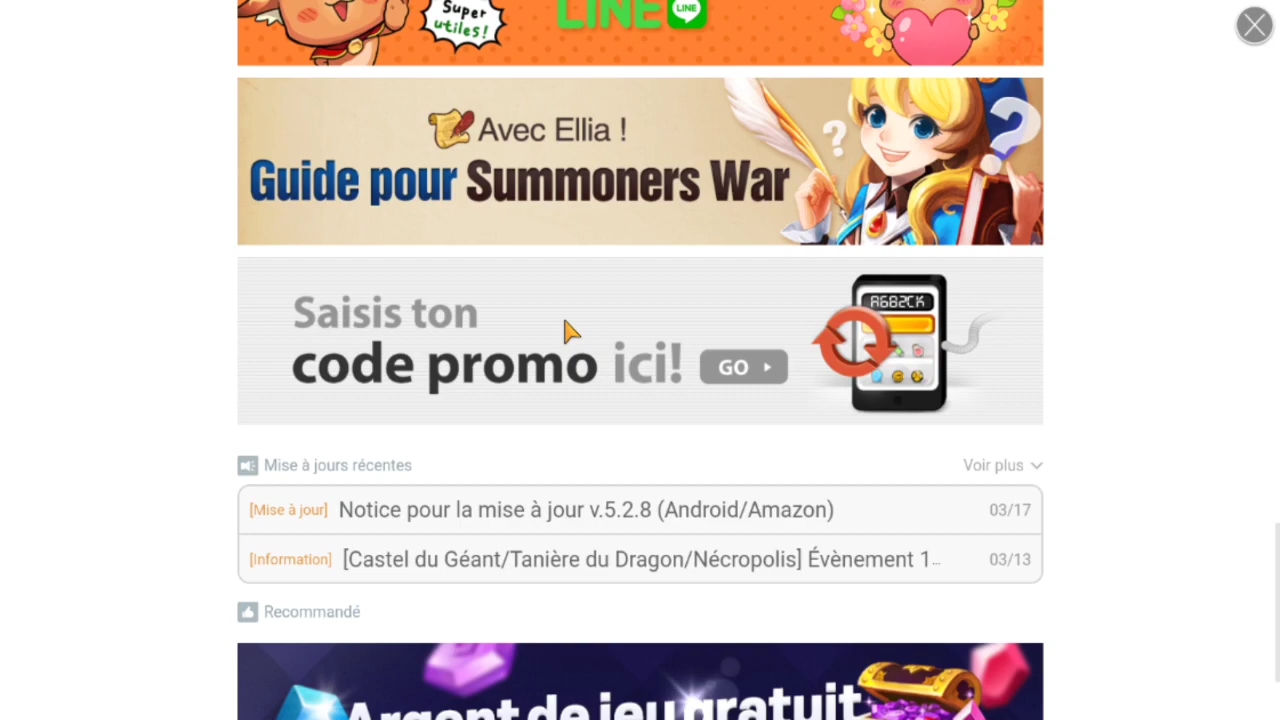 Super
utiles!
LINE
LINE
Avec Ellia !
Guide pour Summoners War
?
?
Saisis ton
code promo ici!
GO
A6B2CK
Mise à jours récentes
Voir plus
[Mise à jour] Notice pour la mise à jour v.5.2.8 (Android/Amazon) 03/17
[Information] [Castel du Géant/Tanière du Dragon/Nécropolis] Évènement 1... 03/13
Recommandé
Argent de jeu gratuit